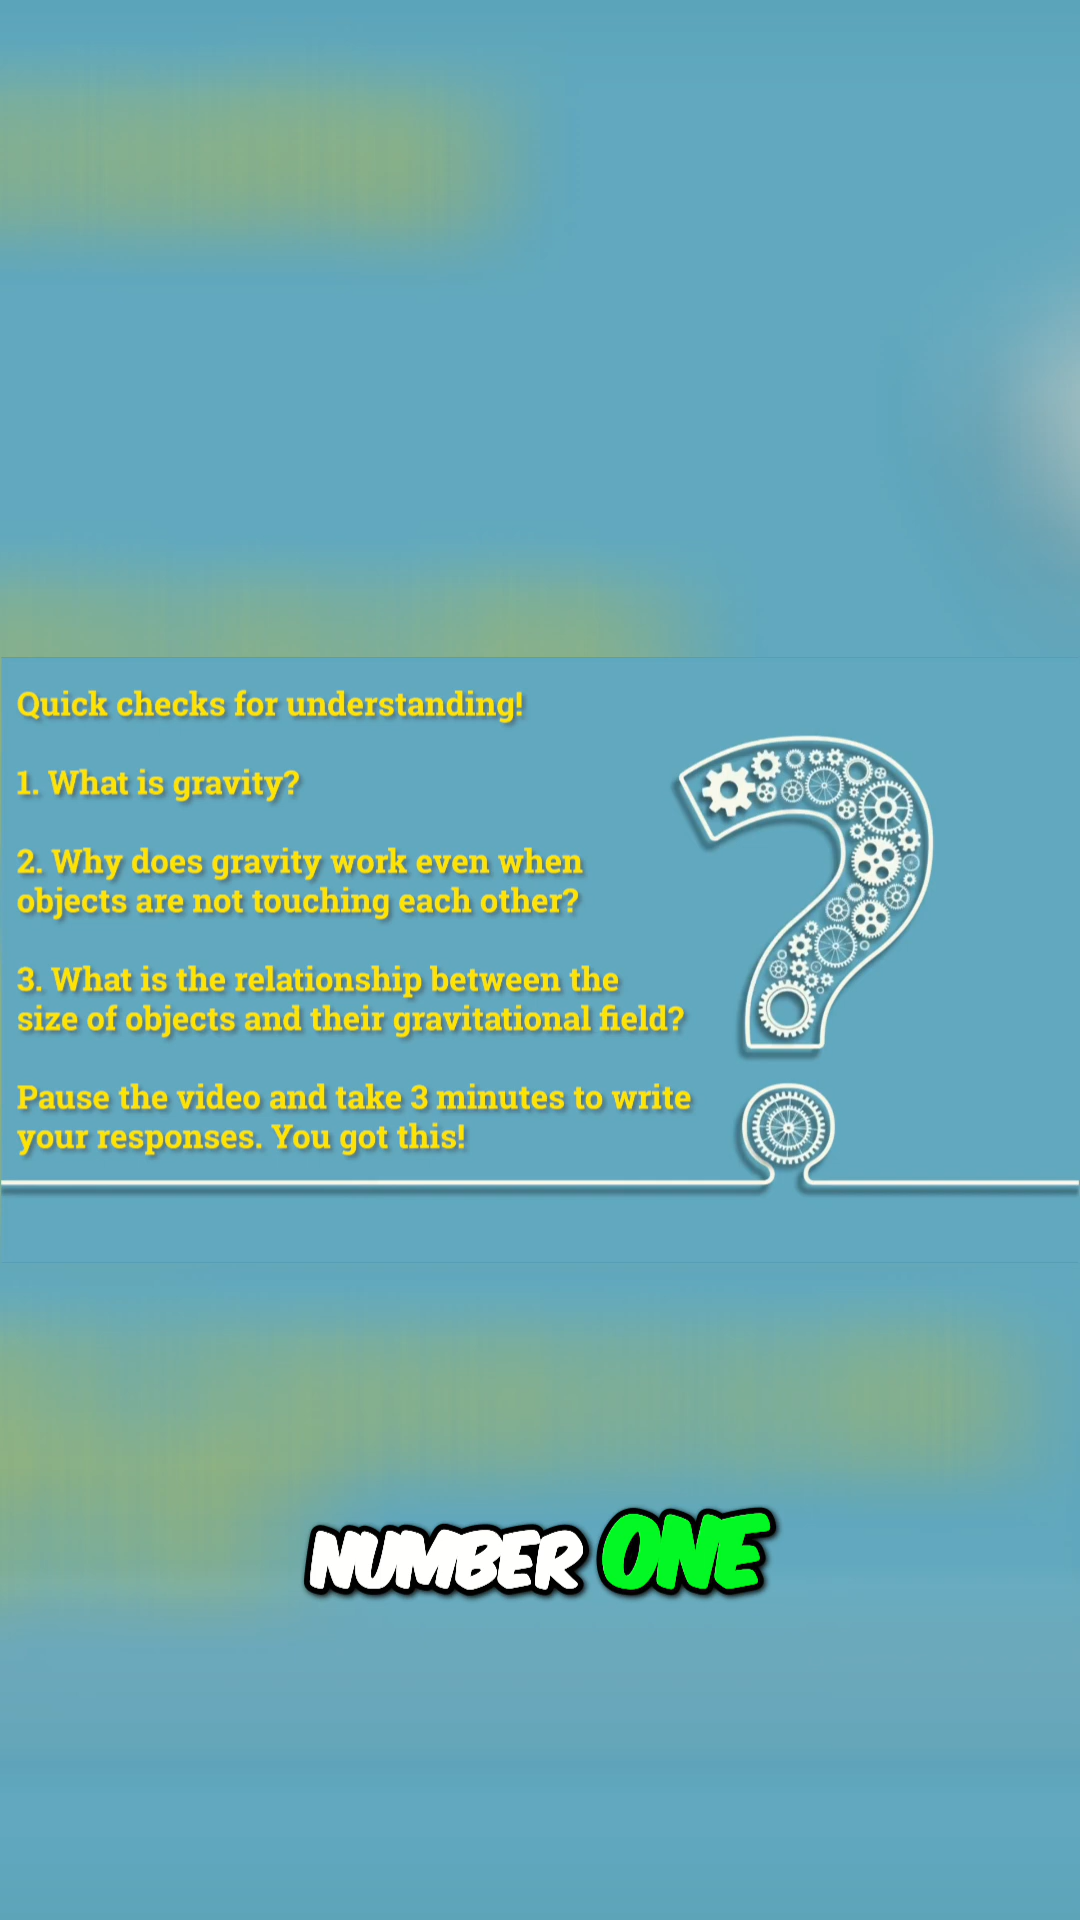 Quick checks for understanding!
1. What is gravity?
2. Why does gravity work even when
objects are not touching each other?
3. What is the relationship between the
size of objects and their gravitational field?
Pause the video and take 3 minutes to write
your responses. You got this!
NUMBER ONE